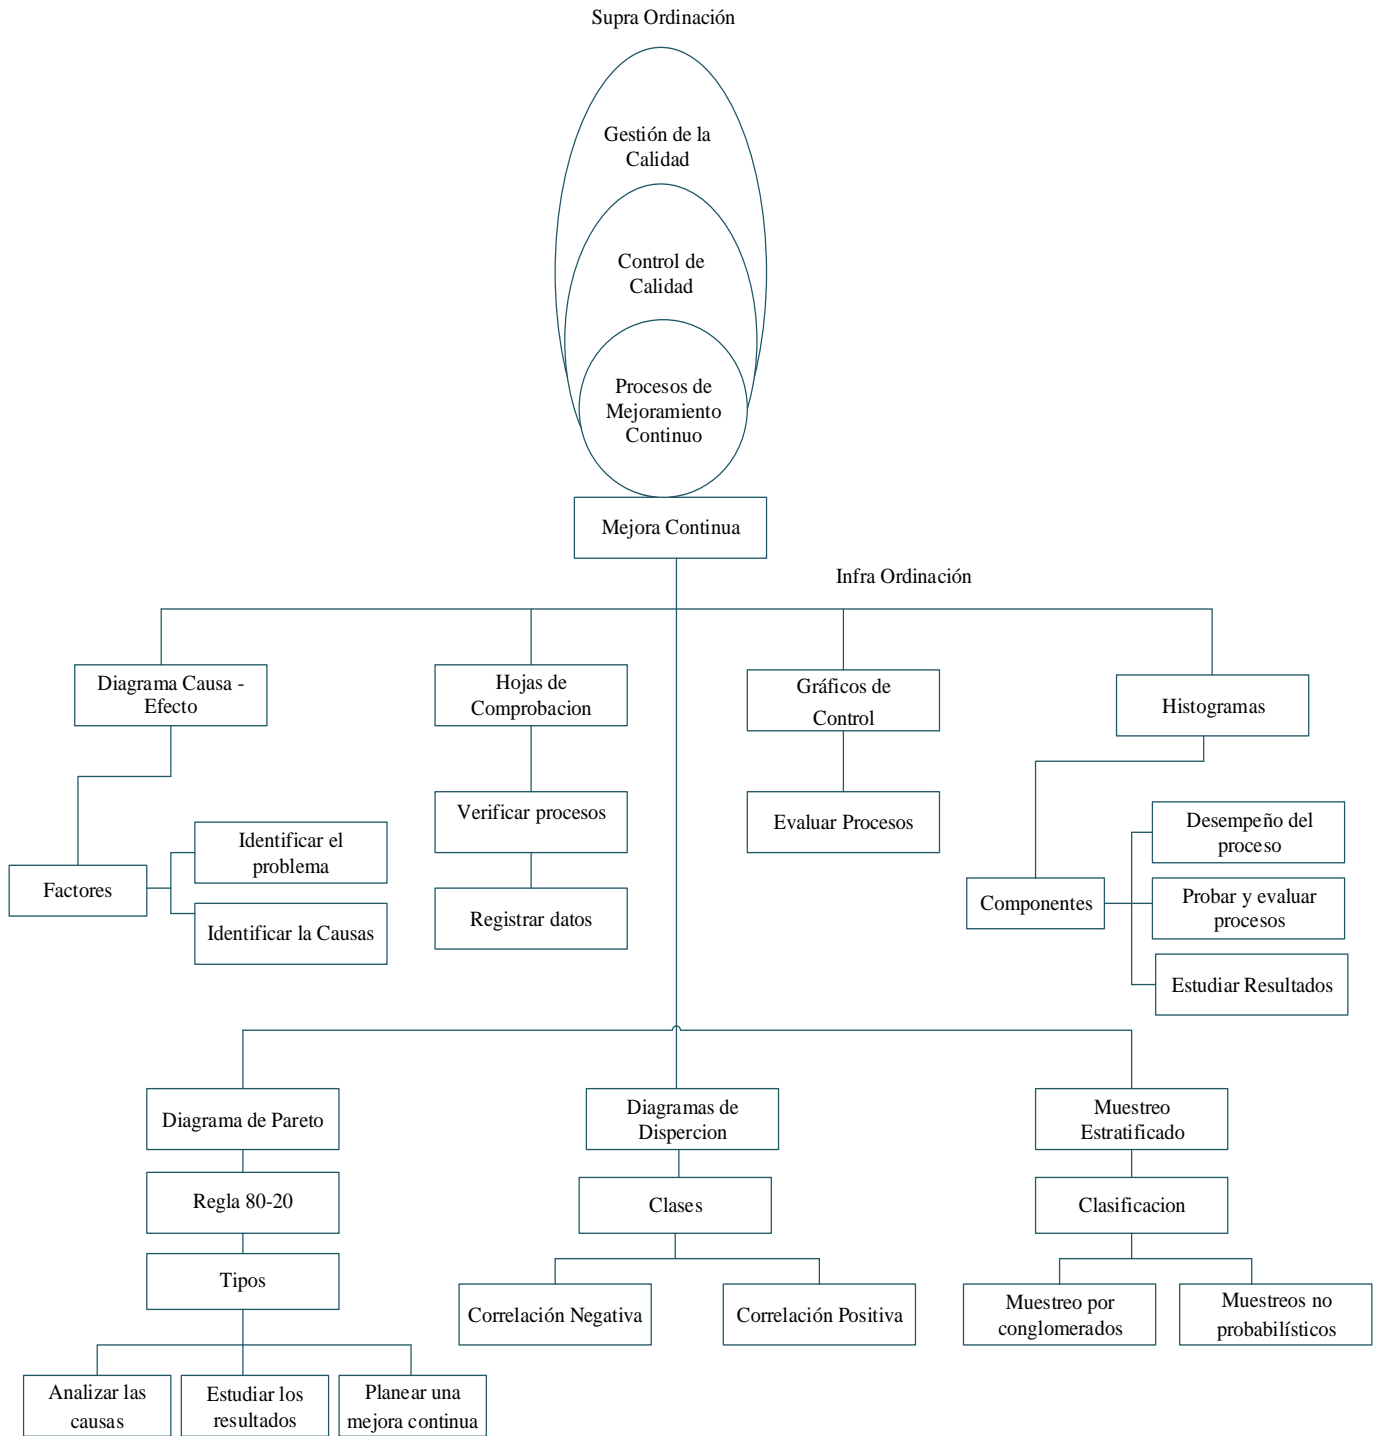 Supra Ordinación
Gestión de la
Calidad
Control de
Calidad
Procesos de
Mejoramiento
Continuo
Mejora Continua
Infra Ordinación
Diagrama Causa -
Efecto
Hojas de
Comprobacion
Gráficos de
Control
Histogramas
Factores
Identificar el
problema
Identificar la Causas
Verificar procesos
Registrar datos
Evaluar Procesos
Componentes
Desempeño del
proceso
Probar y evaluar
procesos
Estudiar Resultados
Diagrama de Pareto
Regla 80-20
Tipos
Analizar las
causas
Estudiar los
resultados
Planear una
mejora continua
Diagramas de
Dispercion
Clases
Correlación Negativa
Correlación Positiva
Muestreo
Estratificado
Clasificacion
Muestreo por
conglomerados
Muestreos no
probabilísticos